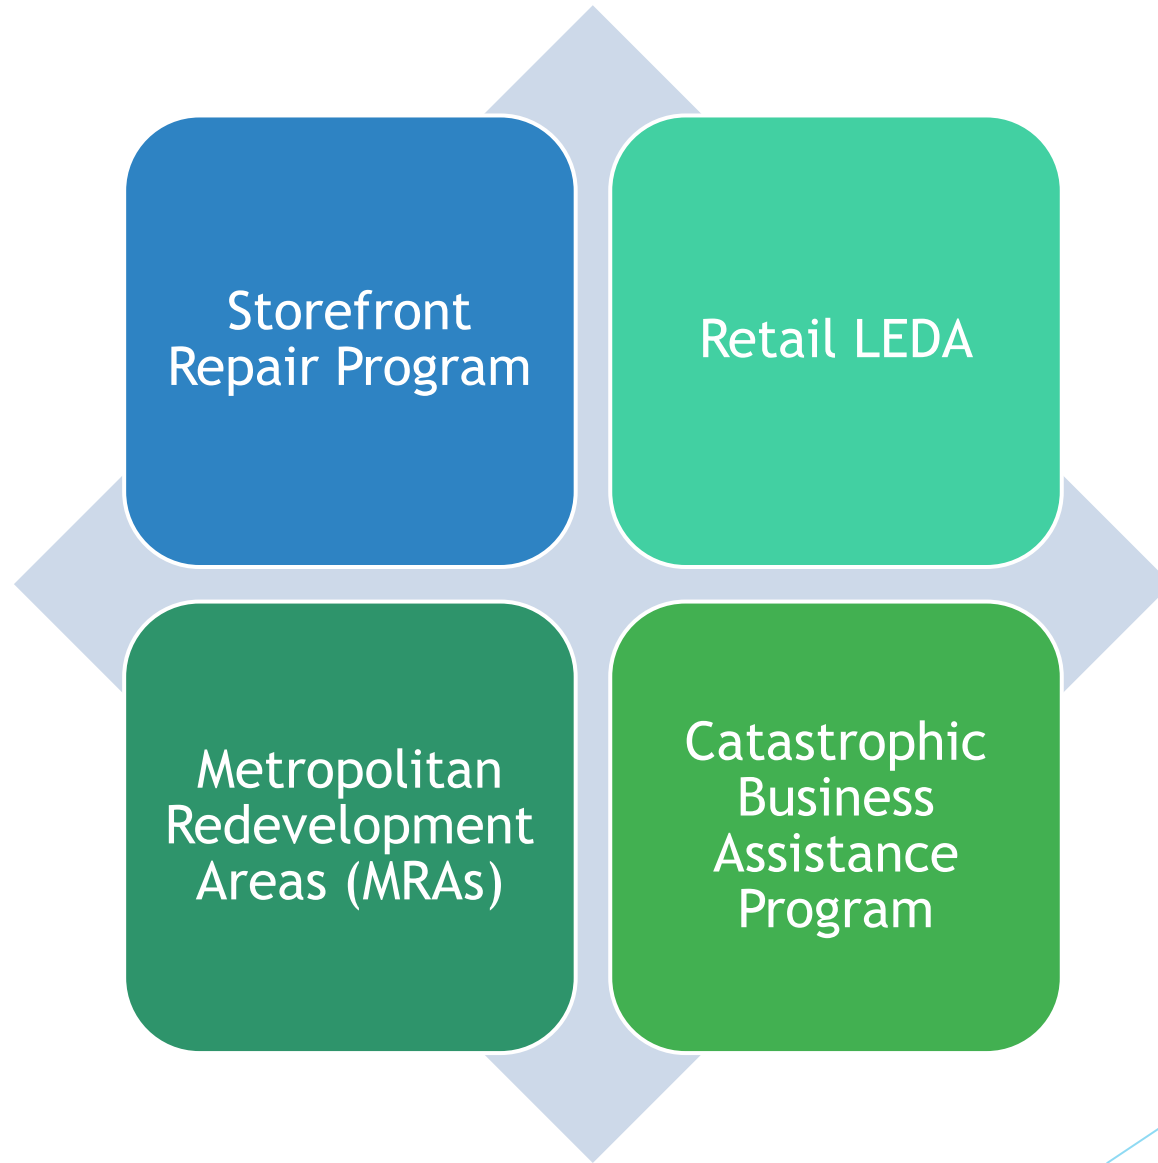 Storefront
Repair Program
Retail LEDA
Metropolitan
Redevelopment
Areas (MRAs)
Catastrophic
Business
Assistance
Program